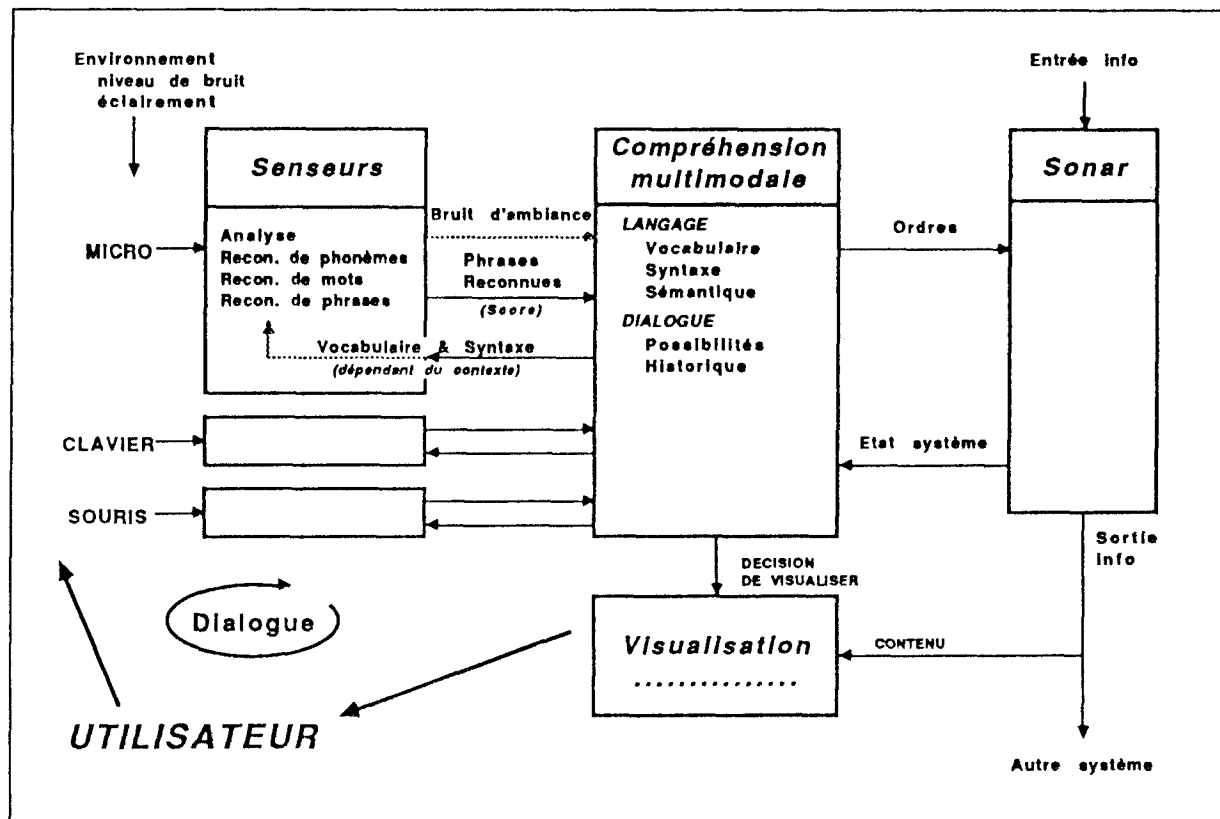 Environnement
niveau de bruit
éclairement
Entrée info
Senseurs
Compréhension
multimodale
Sonar
MICRO
Analyse
Recon. de phonèmes
Recon. de mots
Recon. de phrases
Bruit d'ambiance
Phrases
Reconnues
(Score)
Vocabulaire & Syntaxe
(dépendant du contexte)
LANGAGE
Vocabulaire
Syntaxe
Sémantique
DIALOGUE
Possibilités
Historique
Ordres
CLAVIER
Etat système
SOURIS
Sortie
info
DECISION
DE VISUALISER
Dialogue
Visualisation
...............
CONTENU
UTILISATEUR
Autre système